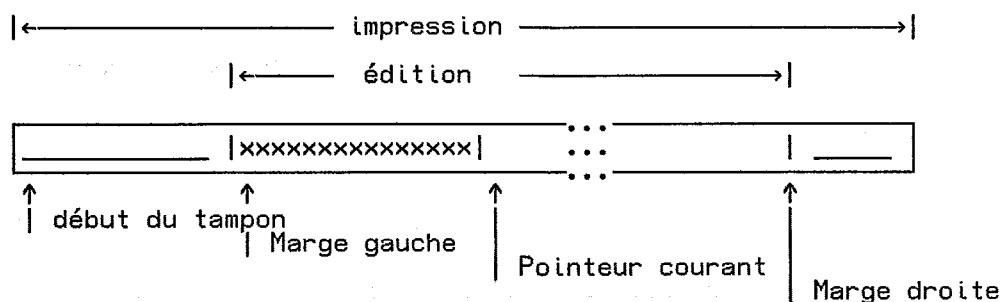 impression
édition
|xxxxxxxxxxxxxxx| ... |
début du tampon
Marge gauche
Pointeur courant
Marge droite